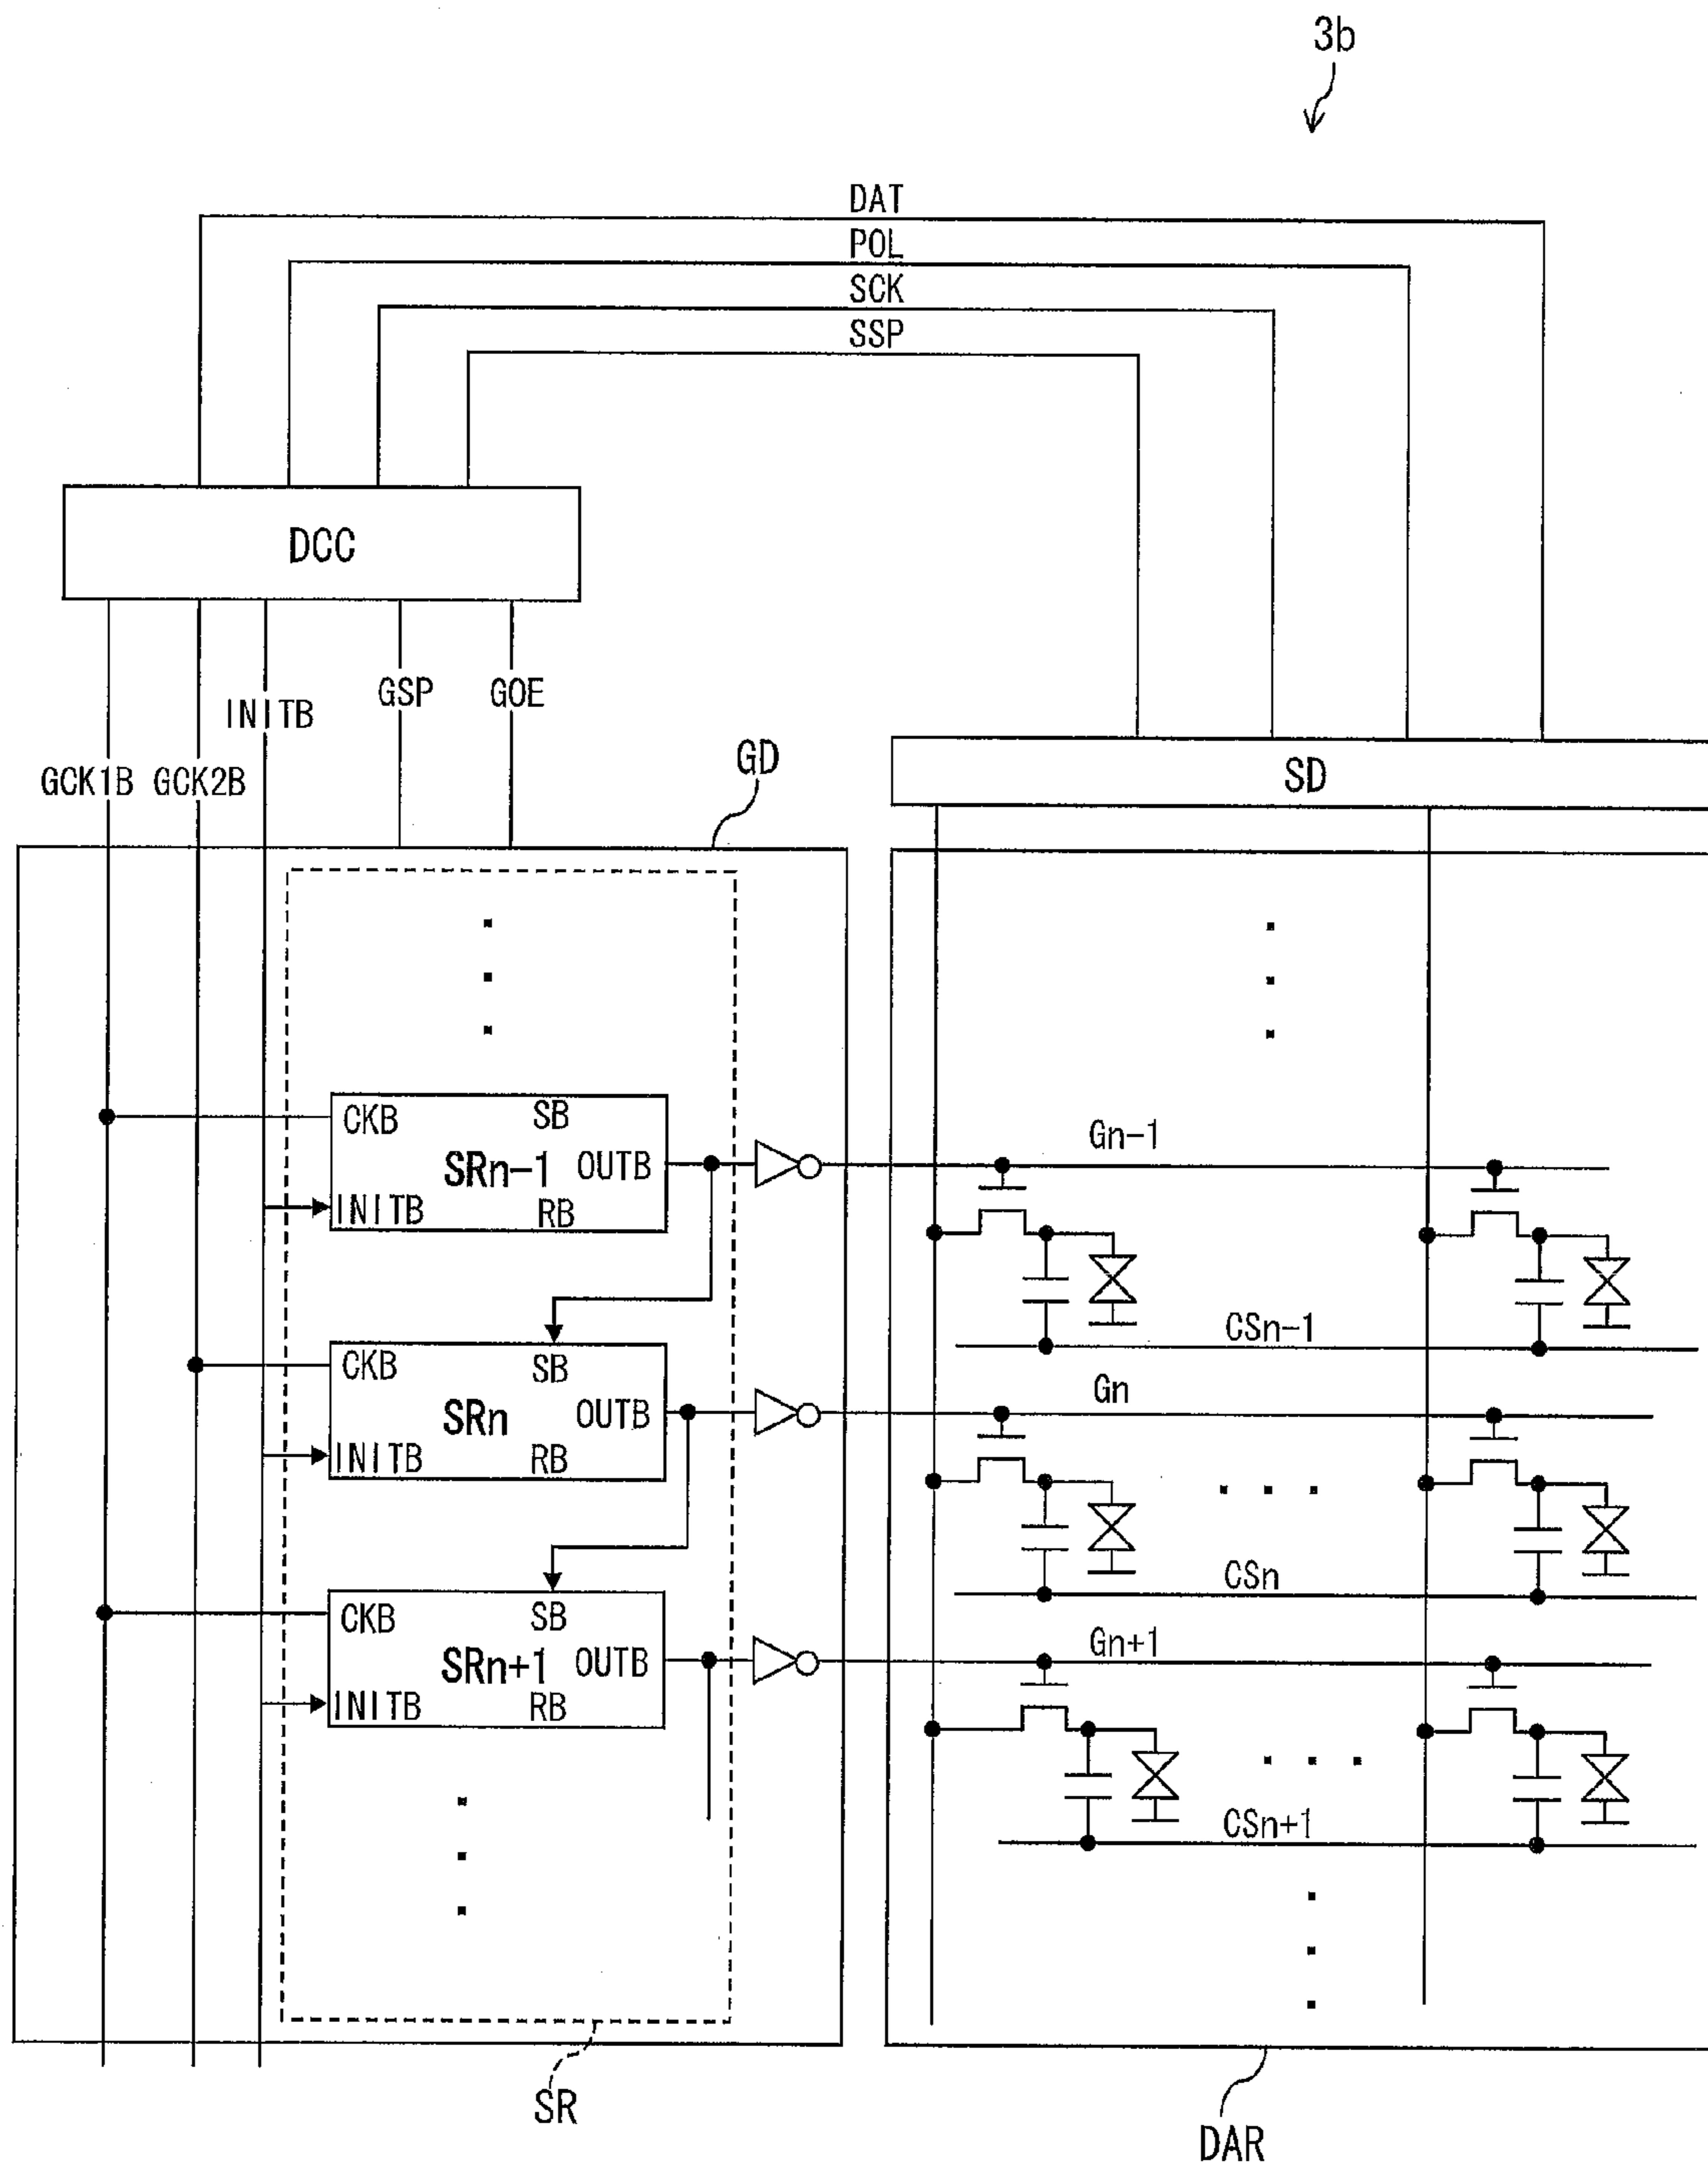 3b
DAT
POL
SCK
SSP
DCC
INITB
GSP
GOE
GCK1B
GCK2B
GD
SD
CKB
SB
SRn-1
OUTB
INITB
RB
Gn-1
CSn-1
CKB
SB
SRn
OUTB
INITB
RB
Gn
CSn
CKB
SB
SRn+1
OUTB
INITB
RB
Gn+1
CSn+1
SR
DAR